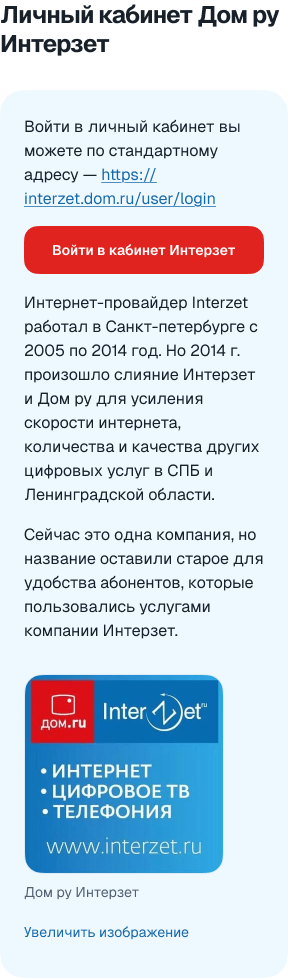 Личный кабинет Дом ру
Интерзет
Войти в личный кабинет вы
можете по стандартному
адресу — https://
interzet.dom.ru/user/login
Войти в кабинет Интерзет
Интернет-провайдер Interzet
работал в Санкт-петербурге с
2005 по 2014 год. Но 2014 г.
произошло слияние Интерзет
и Дом ру для усиления
скорости интернета,
количества и качества других
цифровых услуг в СПБ и
Ленинградской области.
Сейчас это одна компания, но
название оставили старое для
удобства абонентов, которые
пользовались услугами
компании Интерзет.
дом.ru InterZet.ru
• ИНТЕРНЕТ
• ЦИФРОВОЕ ТВ
• ТЕЛЕФОНИЯ
www.interzet.ru
Дом ру Интерзет
Увеличить изображение